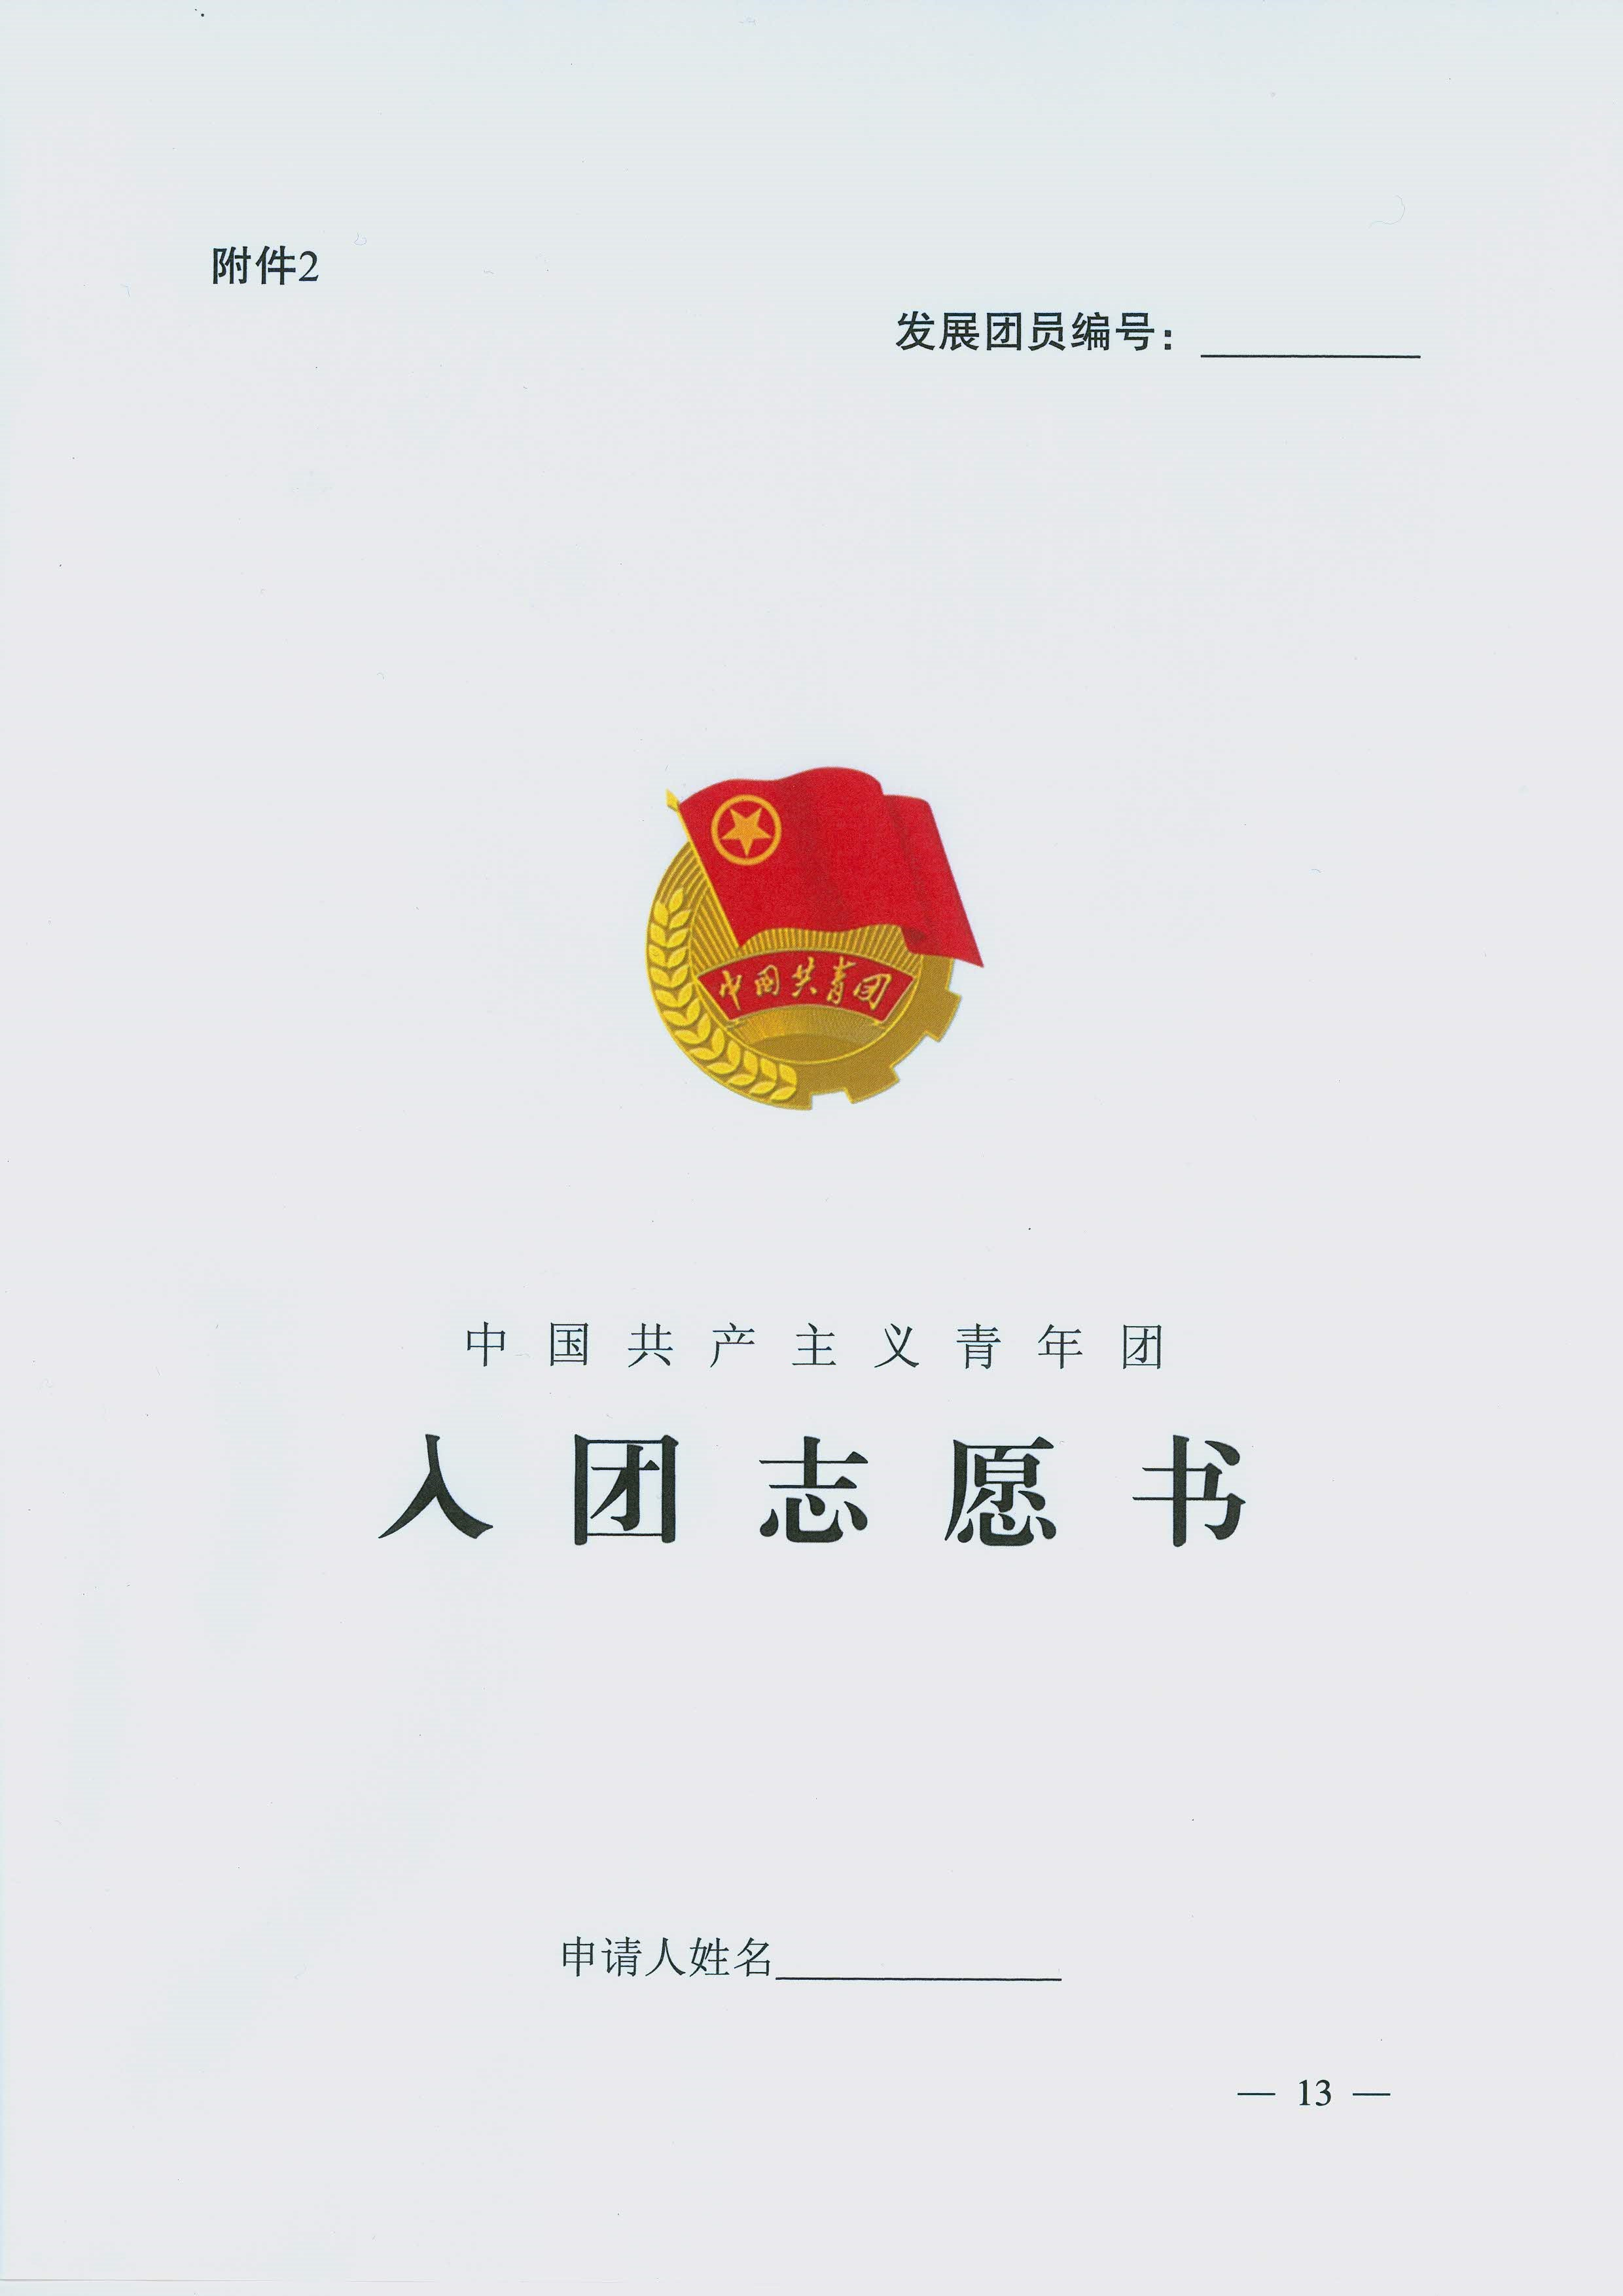 附件2
发展团员编号：
中国共青团
中国共产主义青年团
入团志愿书
申请人姓名
— 13 —